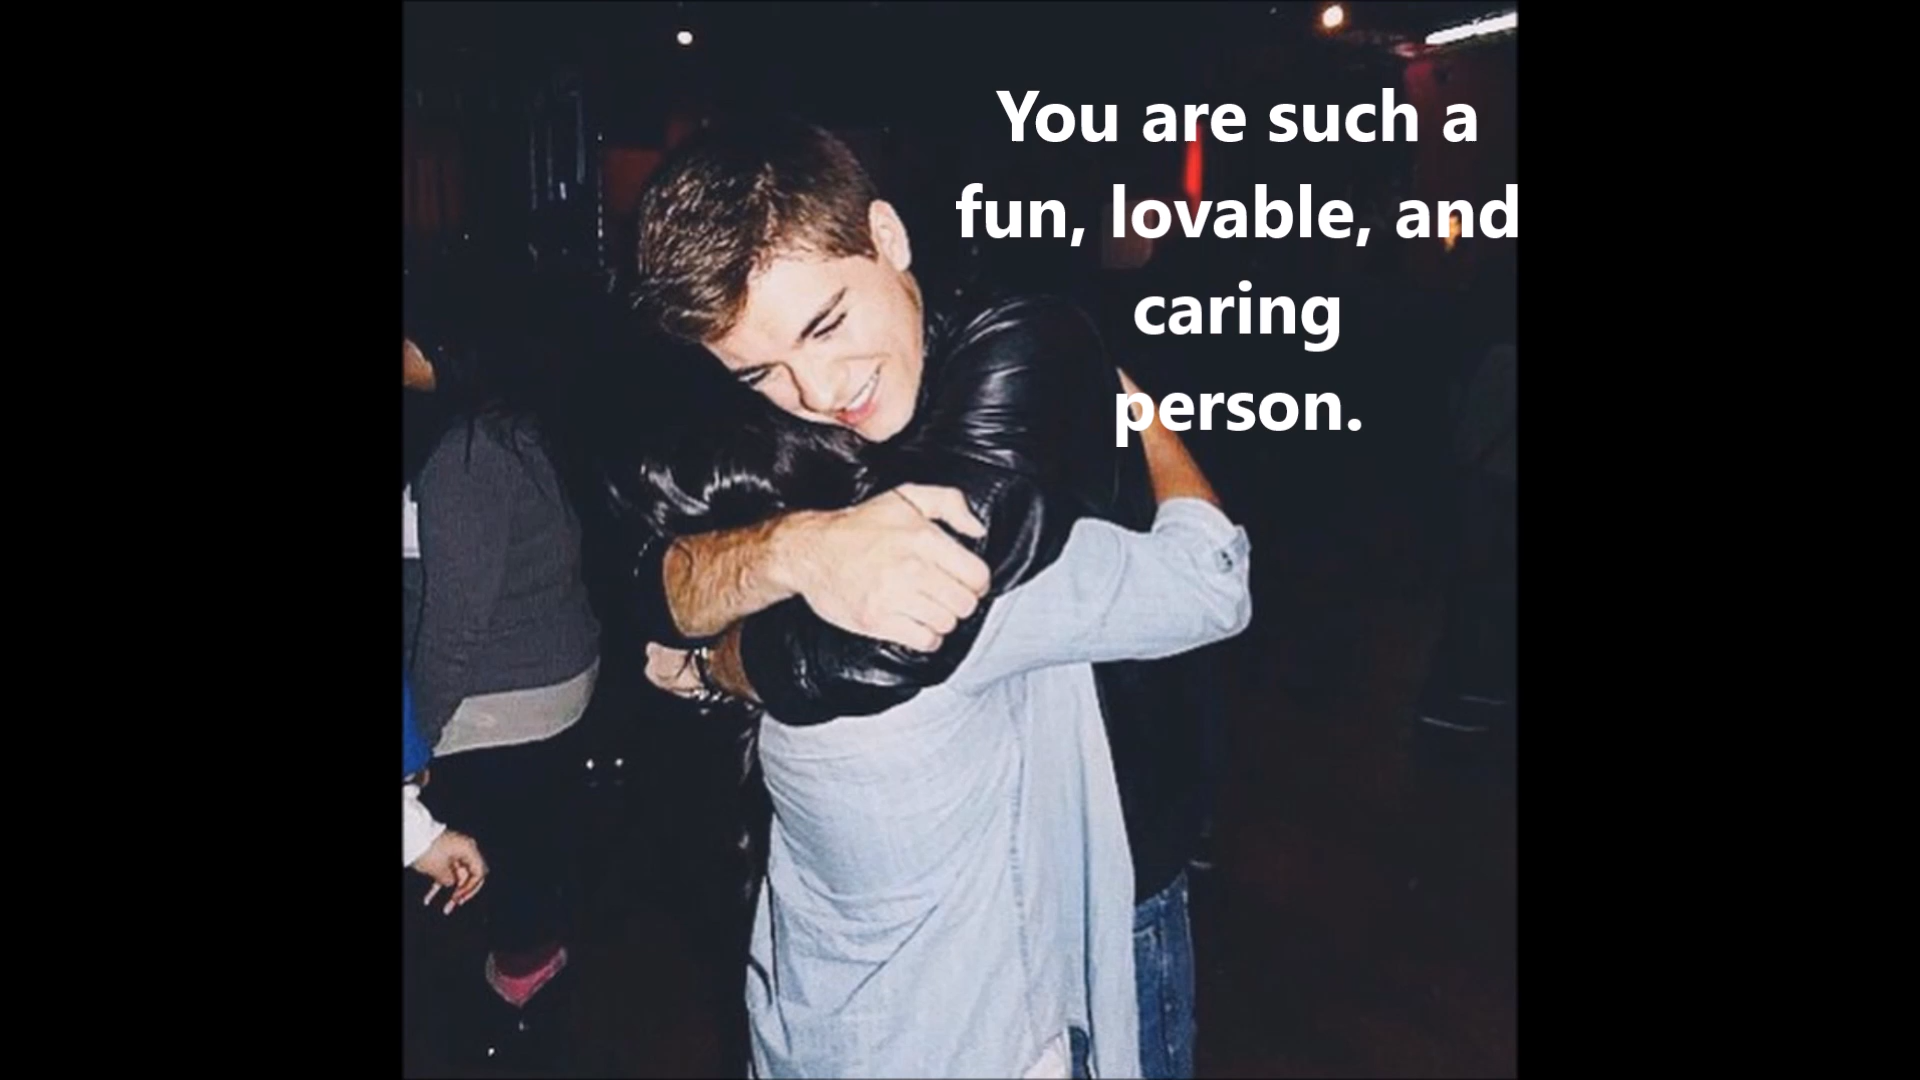 You are such a
fun, lovable, and
caring
person.